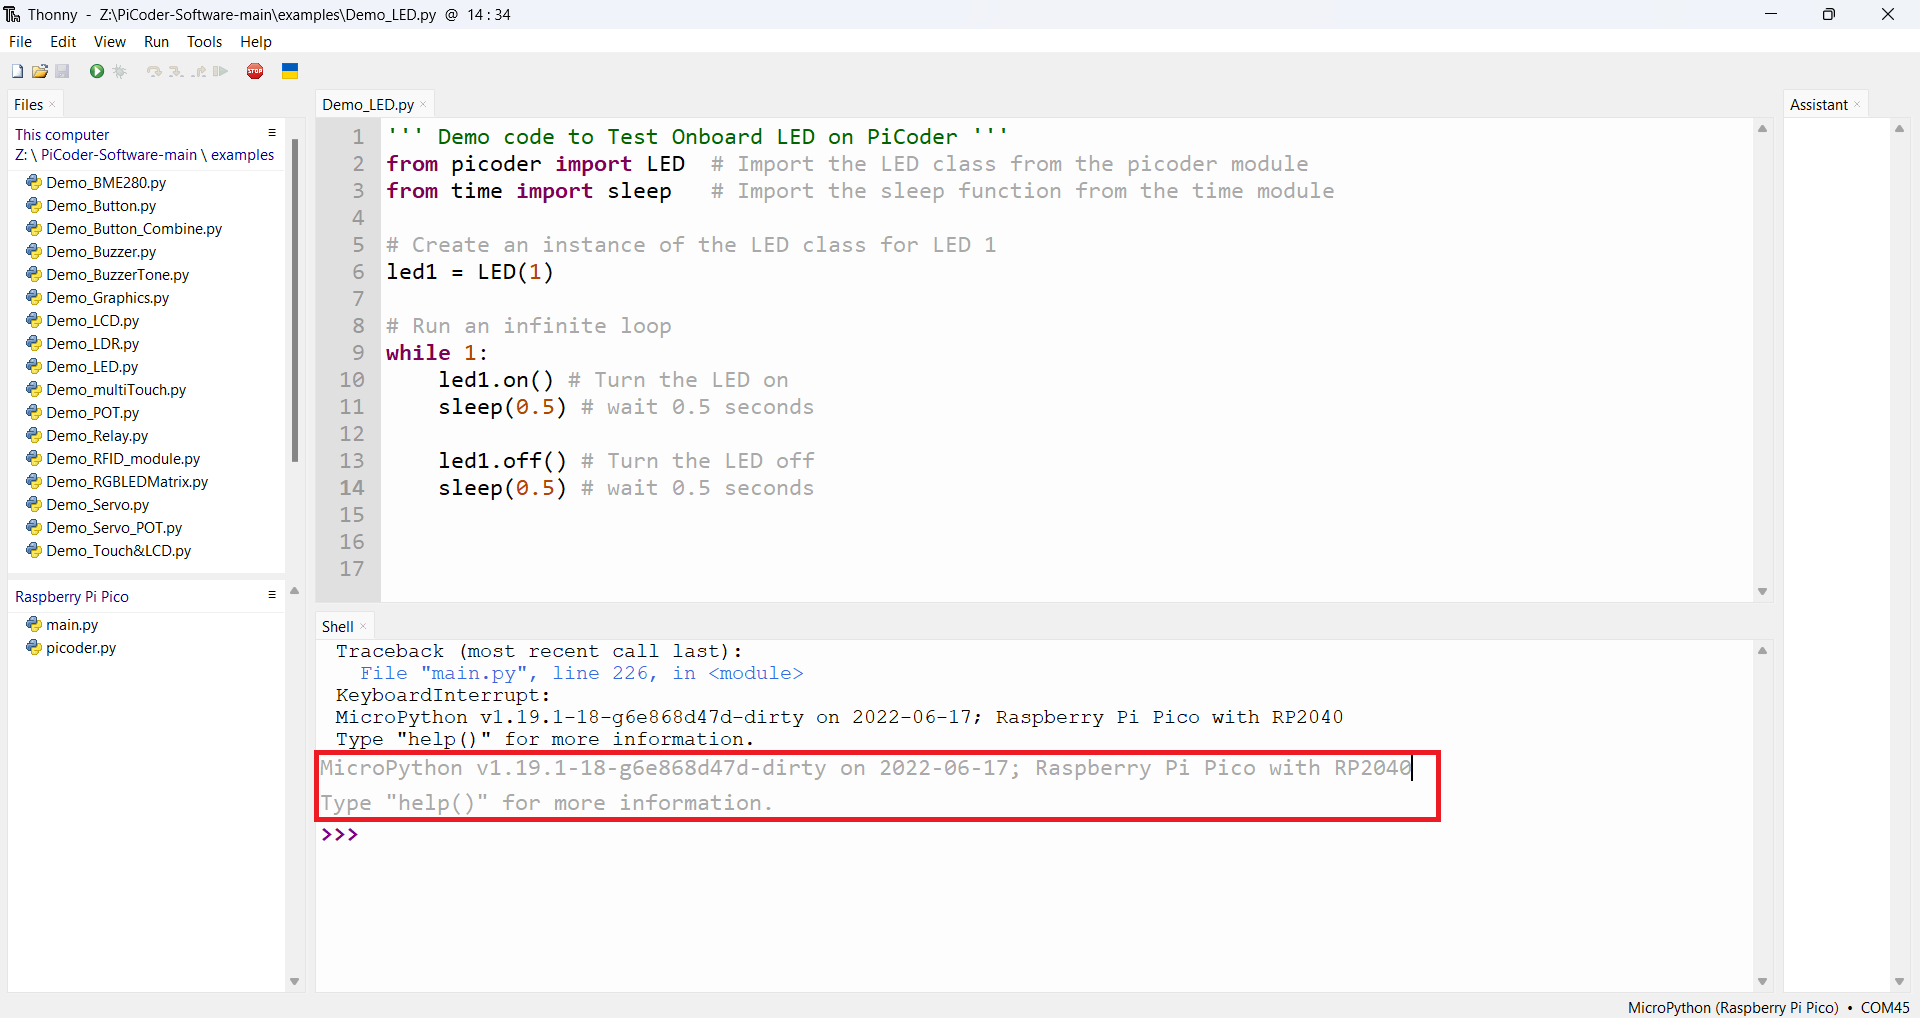 Thonny - Z:\PiCoder-Software-main\examples\Demo_LED.py @ 14 : 34
File Edit View Run Tools Help
STOP
Files
This computer
Z: \ PiCoder-Software-main \ examples
Demo_BME280.py
Demo_Button.py
Demo_Button_Combine.py
Demo_Buzzer.py
Demo_BuzzerTone.py
Demo_Graphics.py
Demo_LCD.py
Demo_LDR.py
Demo_LED.py
Demo_multiTouch.py
Demo_POT.py
Demo_Relay.py
Demo_RFID_module.py
Demo_RGBLEDMatrix.py
Demo_Servo.py
Demo_Servo_POT.py
Demo_Touch&LCD.py
Raspberry Pi Pico
main.py
picoder.py
Demo_LED.py
1 ''' Demo code to Test Onboard LED on PiCoder '''
2 from picoder import LED  # Import the LED class from the picoder module
3 from time import sleep   # Import the sleep function from the time module
4
5 # Create an instance of the LED class for LED 1
6 led1 = LED(1)
7
8 # Run an infinite loop
9 while 1:
10     led1.on() # Turn the LED on
11     sleep(0.5) # wait 0.5 seconds
12
13     led1.off() # Turn the LED off
14     sleep(0.5) # wait 0.5 seconds
15
16
17
Shell
Traceback (most recent call last):
  File "main.py", line 226, in <module>
KeyboardInterrupt:
MicroPython v1.19.1-18-g6e868d47d-dirty on 2022-06-17; Raspberry Pi Pico with RP2040
Type "help()" for more information.
MicroPython v1.19.1-18-g6e868d47d-dirty on 2022-06-17; Raspberry Pi Pico with RP2040
Type "help()" for more information.
>>>
Assistant
MicroPython (Raspberry Pi Pico) • COM45